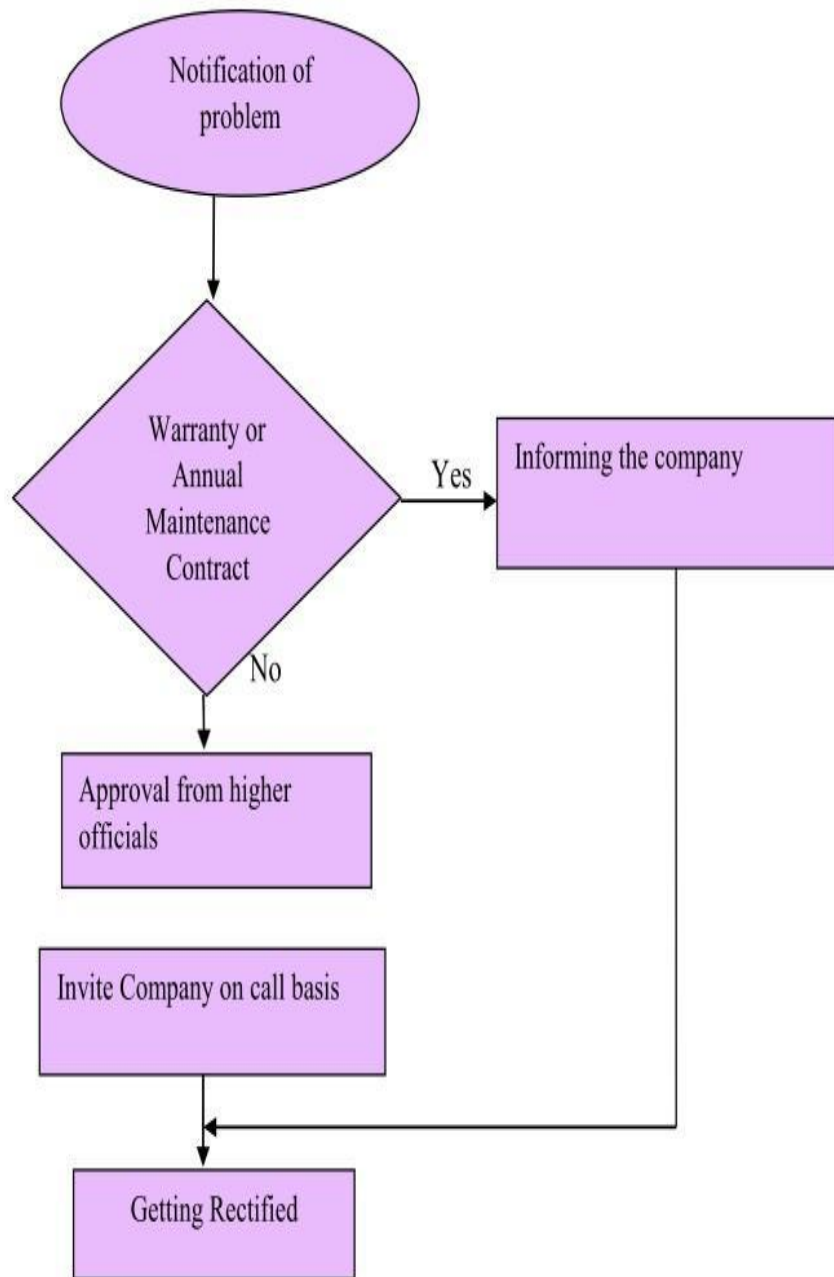 Notification of
problem
Warranty or
Annual
Maintenance
Contract
Yes
Informing the company
No
Approval from higher
officials
Invite Company on call basis
Getting Rectified